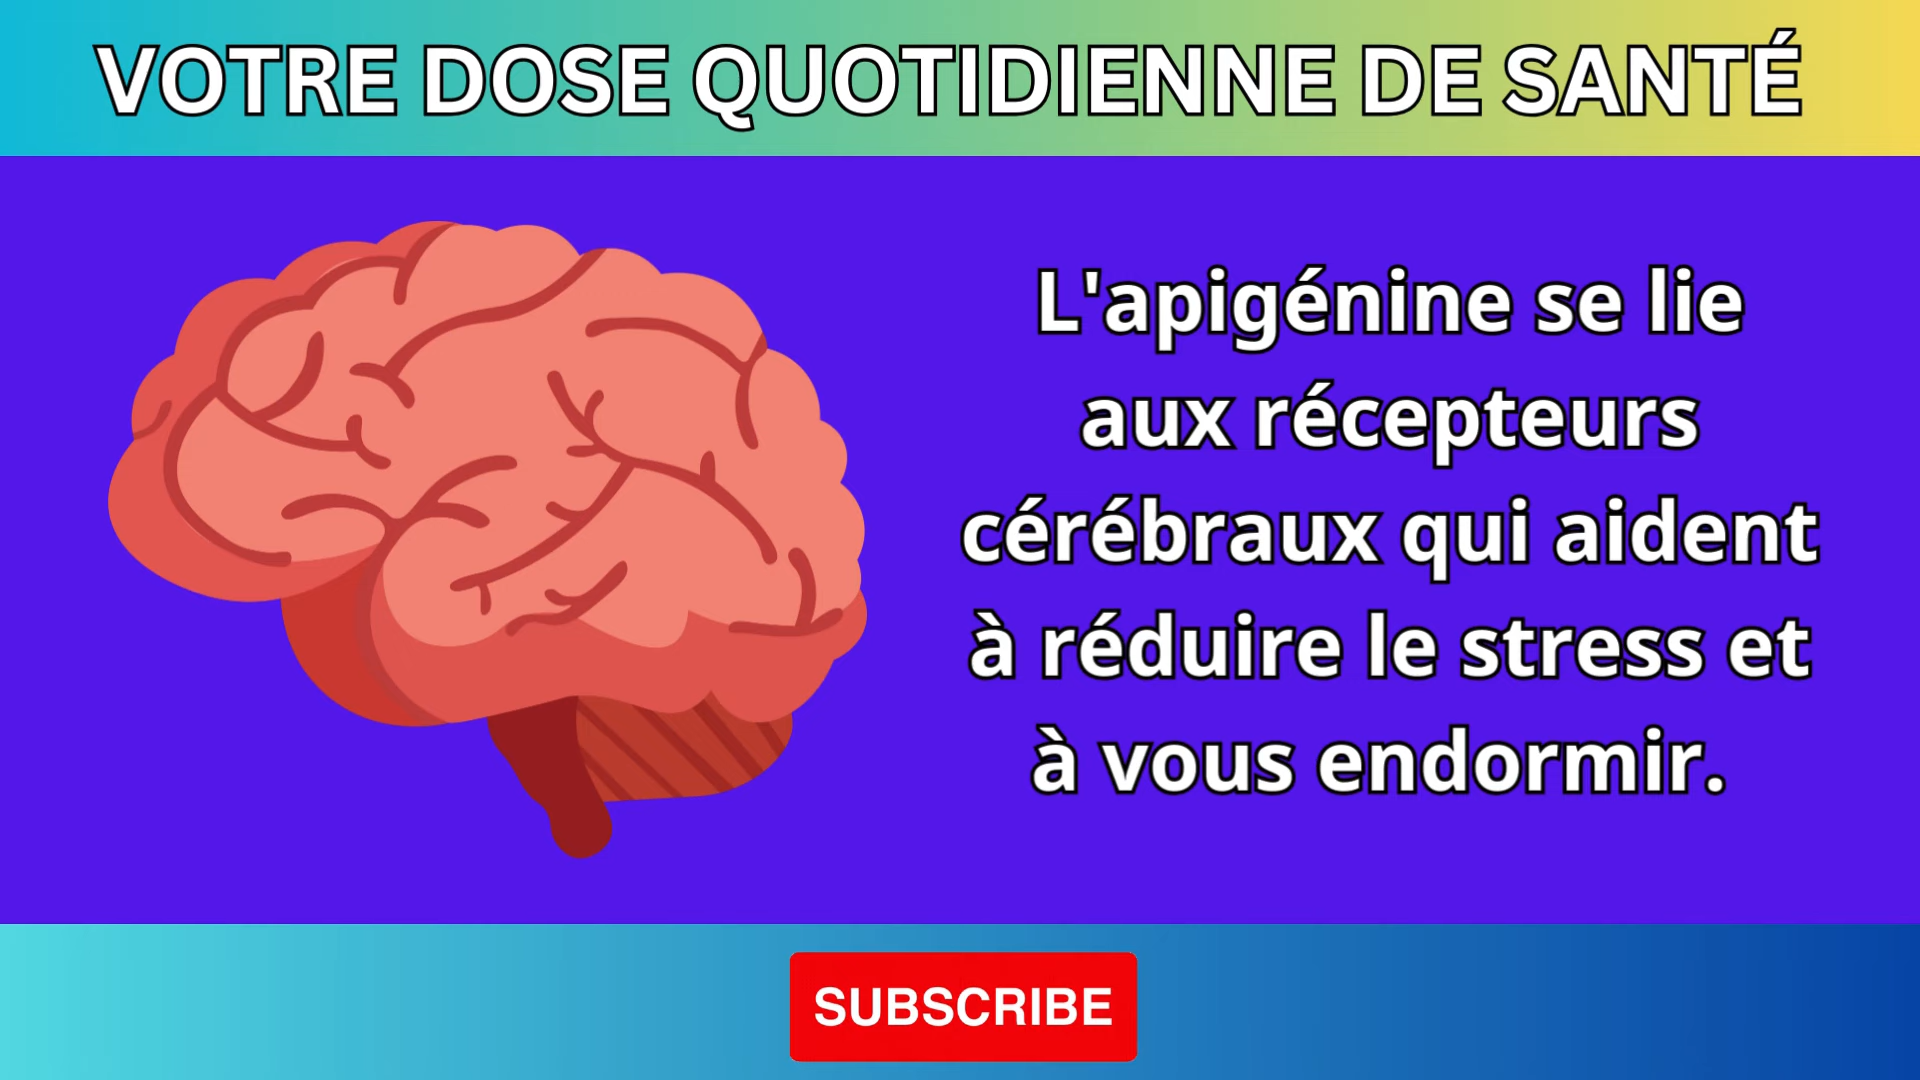 VOTRE DOSE QUOTIDIENNE DE SANTÉ
L'apigénine se lie
aux récepteurs
cérébraux qui aident
à réduire le stress et
à vous endormir.
SUBSCRIBE